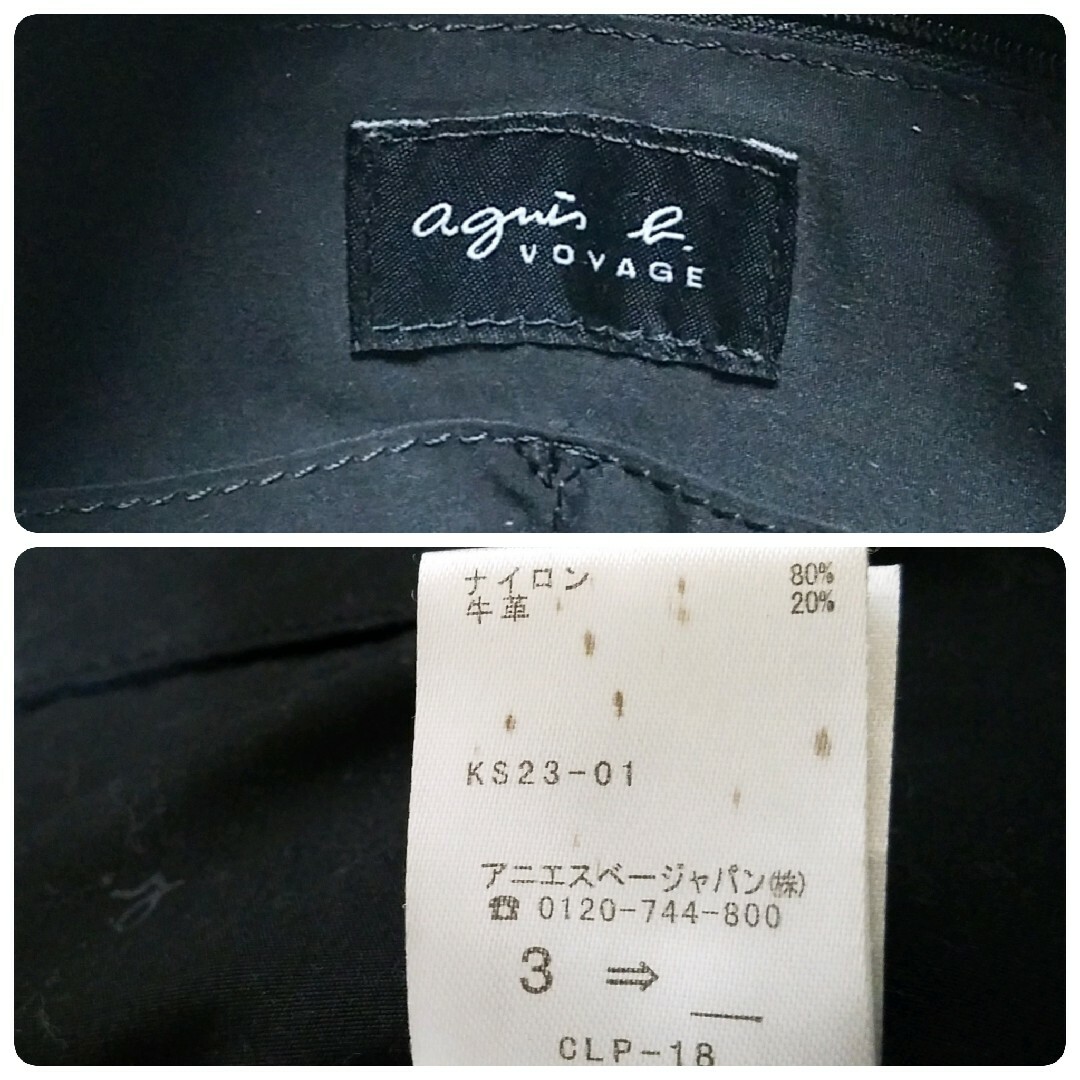 agnès b.
VOYAGE
ナイロン 80%
牛革 20%
KS23-01
アニエスベージャパン(株)
☎ 0120-744-800
3 ⇒ __
CLP-18